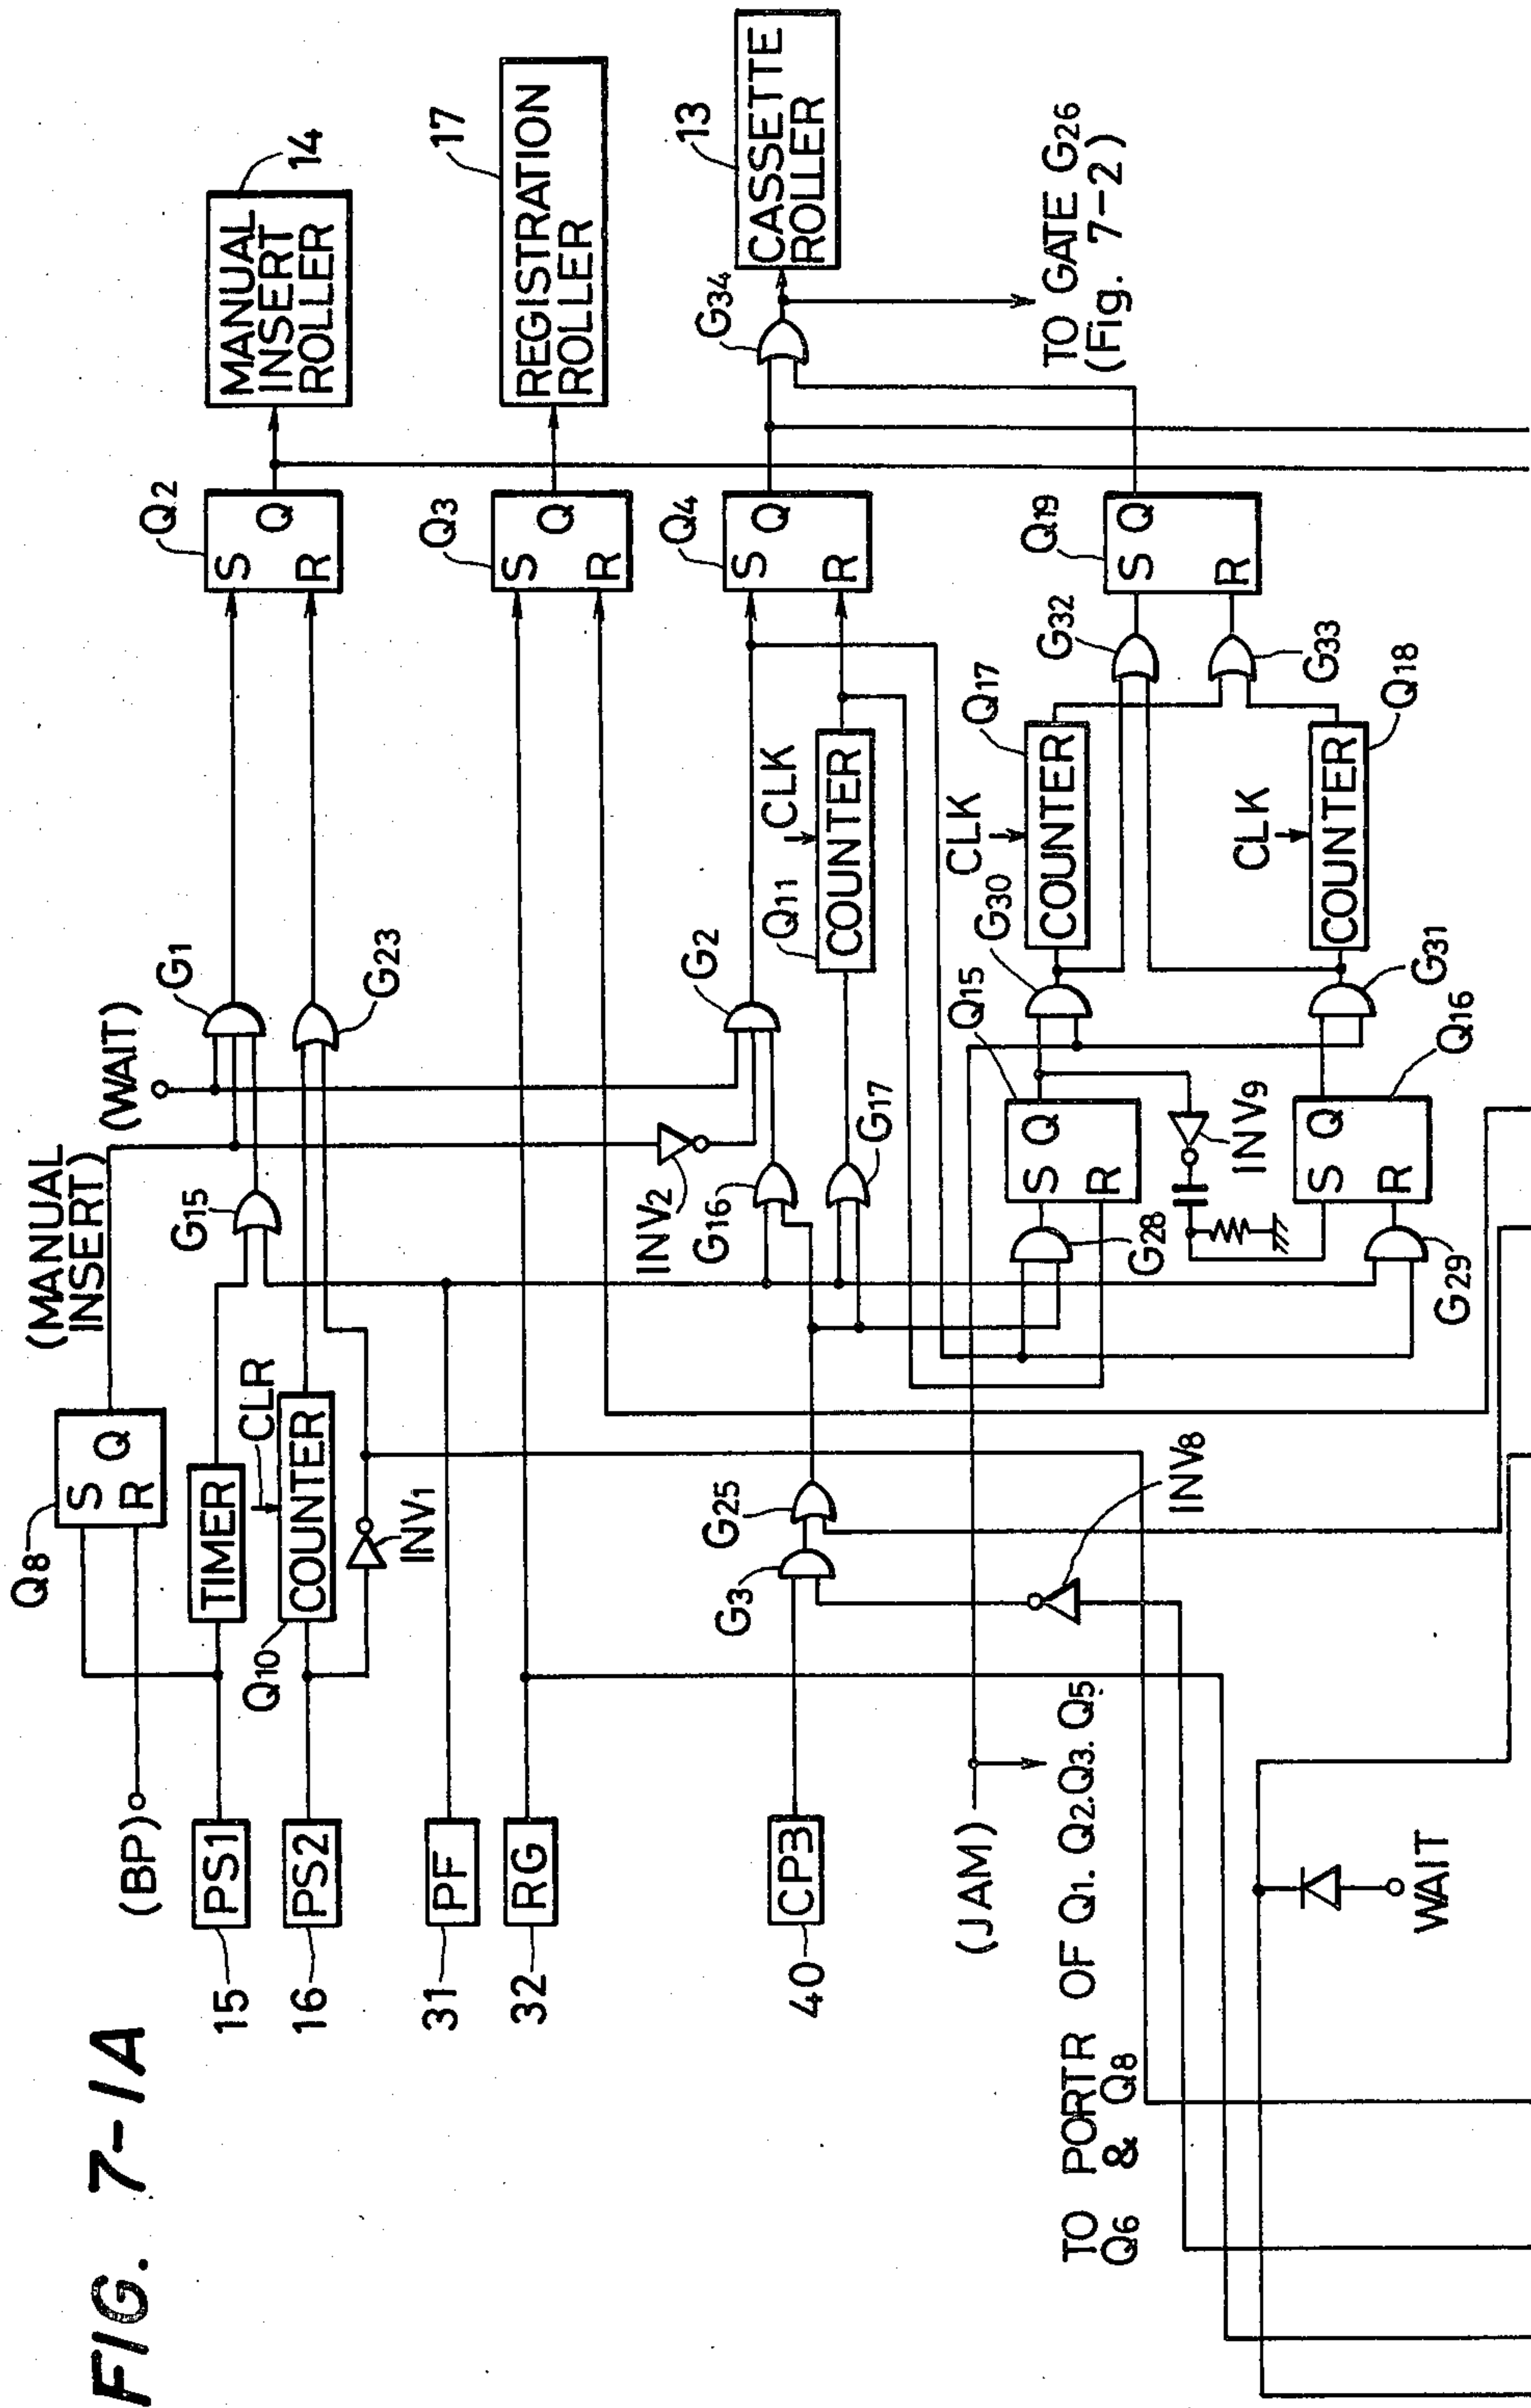 FIG. 7-1A
(MANUAL
INSERT)
(WAIT)
Q8
S
Q
R
(BP)
15
PS1
TIMER
CLR
16
PS2
Q10
COUNTER
INV1
G15
G1
G23
Q2
S
Q
R
MANUAL
INSERT
ROLLER
14
31
PF
32
RG
Q3
S
Q
R
REGISTRATION
ROLLER
17
40
CP3
G3
G25
INV8
INV2
G16
G17
G2
Q11
COUNTER
CLK
Q4
S
Q
R
G34
CASSETTE
ROLLER
13
TO GATE G26
(Fig. 7-2)
(JAM)
TO PORTR OF Q1. Q2. Q3. Q5
Q6 & Q8
G28
G29
Q15
S
Q
R
INV9
Q16
S
Q
R
G30
G31
CLK
COUNTER
Q17
CLK
COUNTER
Q18
G32
G33
Q19
S
Q
R
WAIT